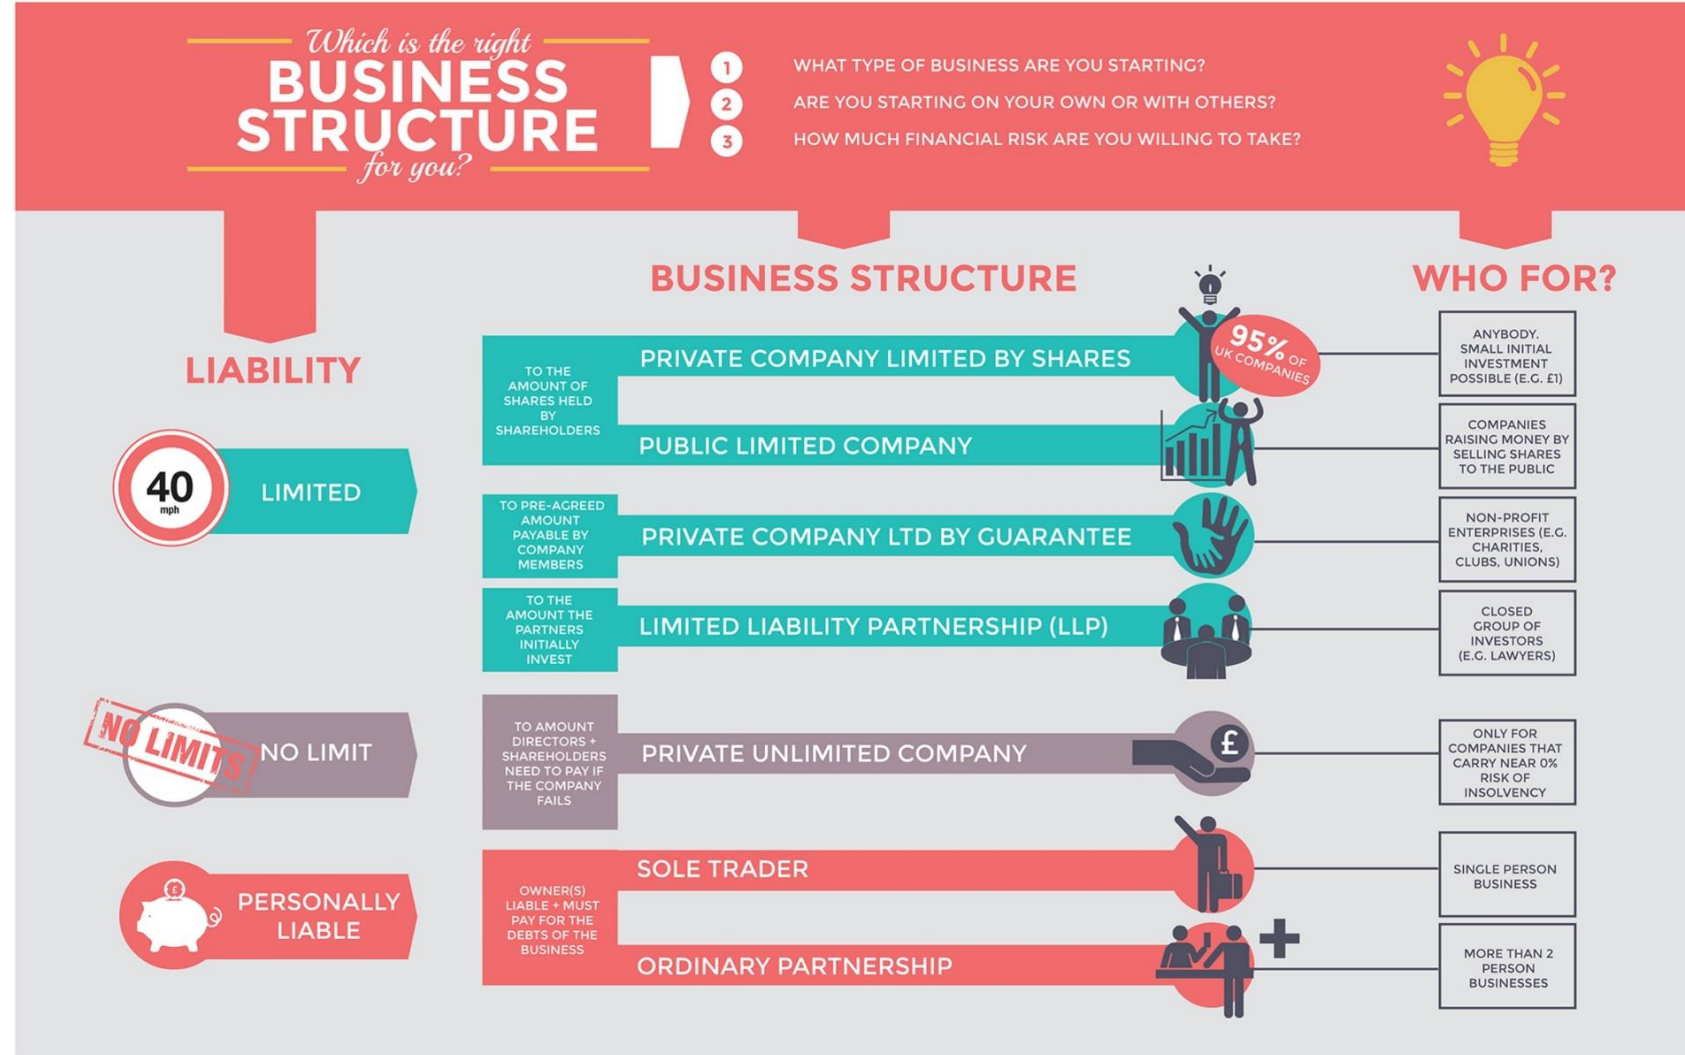 Which is the right
BUSINESS
STRUCTURE
for you?
1 WHAT TYPE OF BUSINESS ARE YOU STARTING?
2 ARE YOU STARTING ON YOUR OWN OR WITH OTHERS?
3 HOW MUCH FINANCIAL RISK ARE YOU WILLING TO TAKE?
LIABILITY
BUSINESS STRUCTURE
WHO FOR?
40
mph
LIMITED
TO THE
AMOUNT OF
SHARES HELD
BY
SHAREHOLDERS
PRIVATE COMPANY LIMITED BY SHARES
95% OF
UK COMPANIES
ANYBODY.
SMALL INITIAL
INVESTMENT
POSSIBLE (E.G. £1)
PUBLIC LIMITED COMPANY
COMPANIES
RAISING MONEY BY
SELLING SHARES
TO THE PUBLIC
TO PRE-AGREED
AMOUNT
PAYABLE BY
COMPANY
MEMBERS
PRIVATE COMPANY LTD BY GUARANTEE
NON-PROFIT
ENTERPRISES (E.G.
CHARITIES,
CLUBS, UNIONS)
TO THE
AMOUNT THE
PARTNERS
INITIALLY
INVEST
LIMITED LIABILITY PARTNERSHIP (LLP)
CLOSED
GROUP OF
INVESTORS
(E.G. LAWYERS)
NO LIMITS
NO LIMIT
TO AMOUNT
DIRECTORS +
SHAREHOLDERS
NEED TO PAY IF
THE COMPANY
FAILS
PRIVATE UNLIMITED COMPANY
£
ONLY FOR
COMPANIES THAT
CARRY NEAR 0%
RISK OF
INSOLVENCY
£
PERSONALLY
LIABLE
OWNER(S)
LIABLE + MUST
PAY FOR THE
DEBTS OF THE
BUSINESS
SOLE TRADER
SINGLE PERSON
BUSINESS
ORDINARY PARTNERSHIP
+
MORE THAN 2
PERSON
BUSINESSES